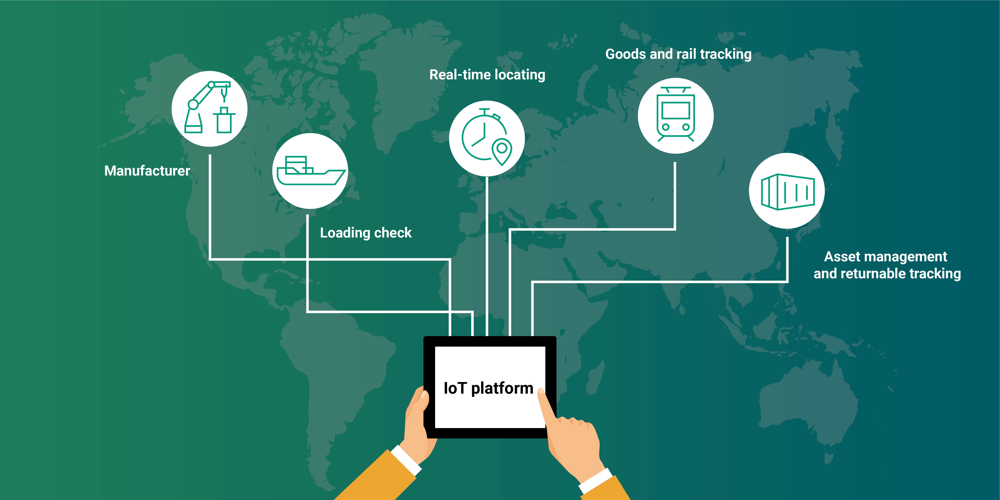 Goods and rail tracking
Real-time locating
Manufacturer
Loading check
Asset management
and returnable tracking
IoT platform